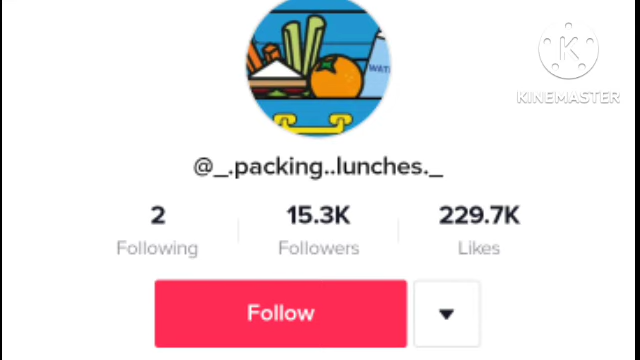 WAT
K
KINEMASTER
@_.packing..lunches._
2 15.3K 229.7K
Following Followers Likes
Follow